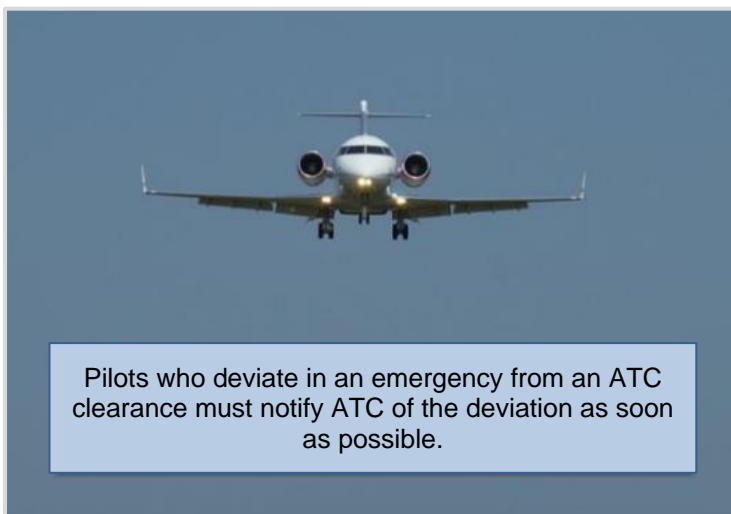 Pilots who deviate in an emergency from an ATC
clearance must notify ATC of the deviation as soon
as possible.